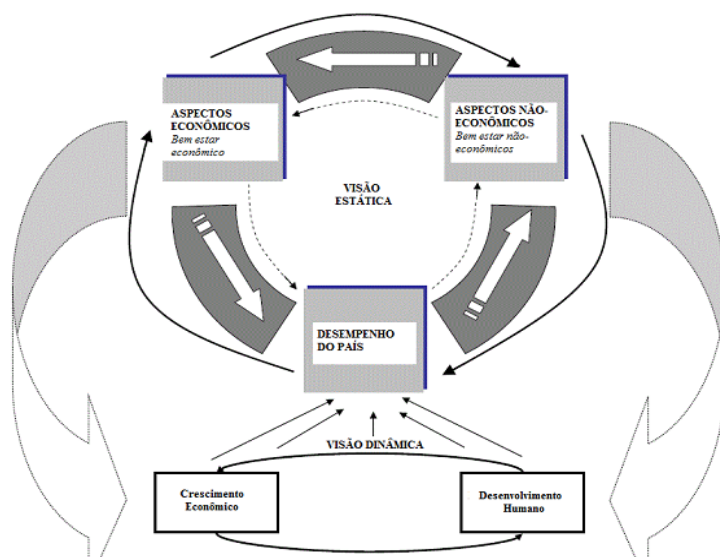 ASPECTOS
ECONÔMICOS
Bem estar
econômico
ASPECTOS NÃO-
ECONÔMICOS
Bem estar não-
econômicos
VISÃO
ESTÁTICA
DESEMPENHO
DO PAÍS
VISÃO DINÂMICA
Crescimento
Econômico
Desenvolvimento
Humano